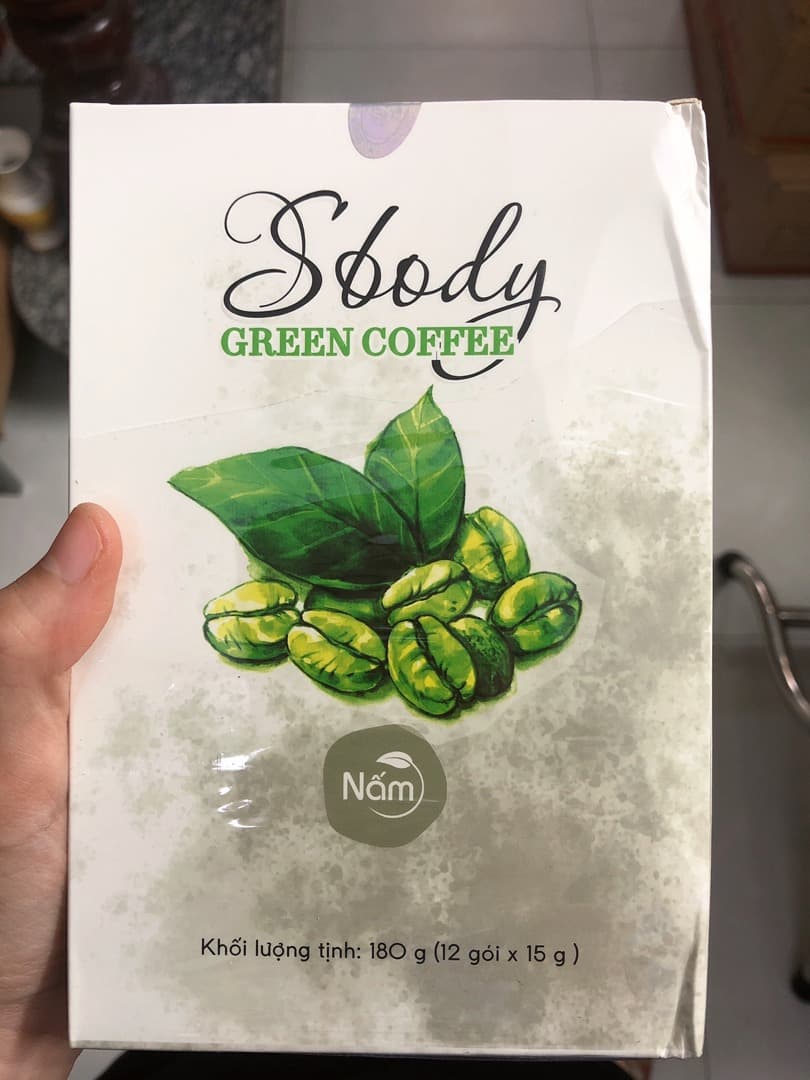 Sbody
GREEN COFFEE
Nấm
Khối lượng tịnh: 180 g (12 gói x 15 g )